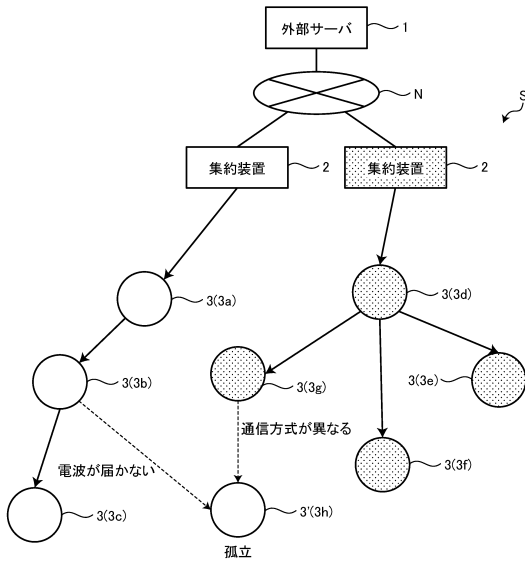 外部サーバ
1
N
S
集約装置
2
集約装置
2
3(3a)
3(3d)
3(3b)
3(3g)
3(3e)
通信方式が異なる
電波が届かない
3(3f)
3(3c)
3'(3h)
孤立